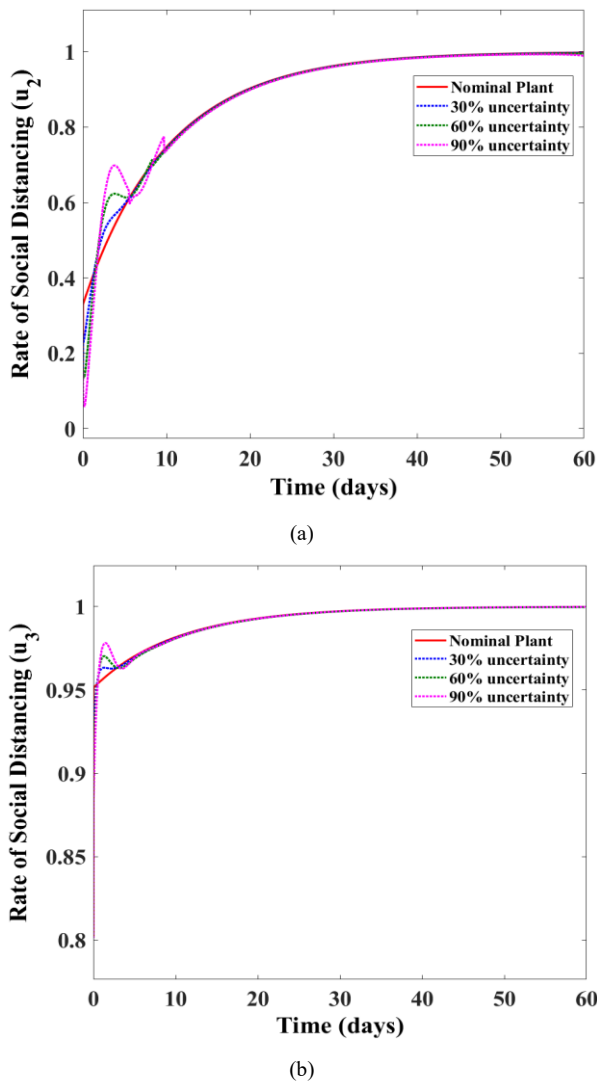 1
0.8
0.6
0.4
0.2
0
Rate of Social Distancing (u2)
Nominal Plant
30% uncertainty
60% uncertainty
90% uncertainty
0 10 20 30 40 50 60
Time (days)
(a)
1
0.95
0.9
0.85
0.8
Rate of Social Distancing (u3)
Nominal Plant
30% uncertainty
60% uncertainty
90% uncertainty
0 10 20 30 40 50 60
Time (days)
(b)